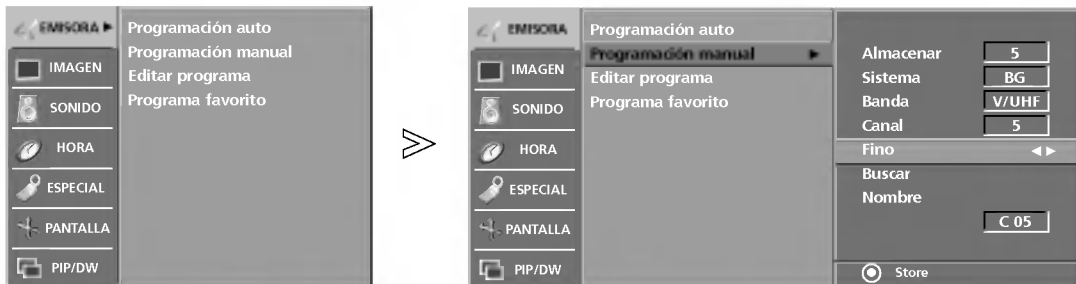 EMISORA
Programación auto
Programación manual
Editar programa
Programa favorito
IMAGEN
SONIDO
HORA
ESPECIAL
PANTALLA
PIP/DW
EMISORA
Programación auto
Programación manual
Editar programa
Programa favorito
IMAGEN
SONIDO
HORA
ESPECIAL
PANTALLA
PIP/DW
Almacenar 5
Sistema BG
Banda V/UHF
Canal 5
Fino
Buscar
Nombre
C 05
Store